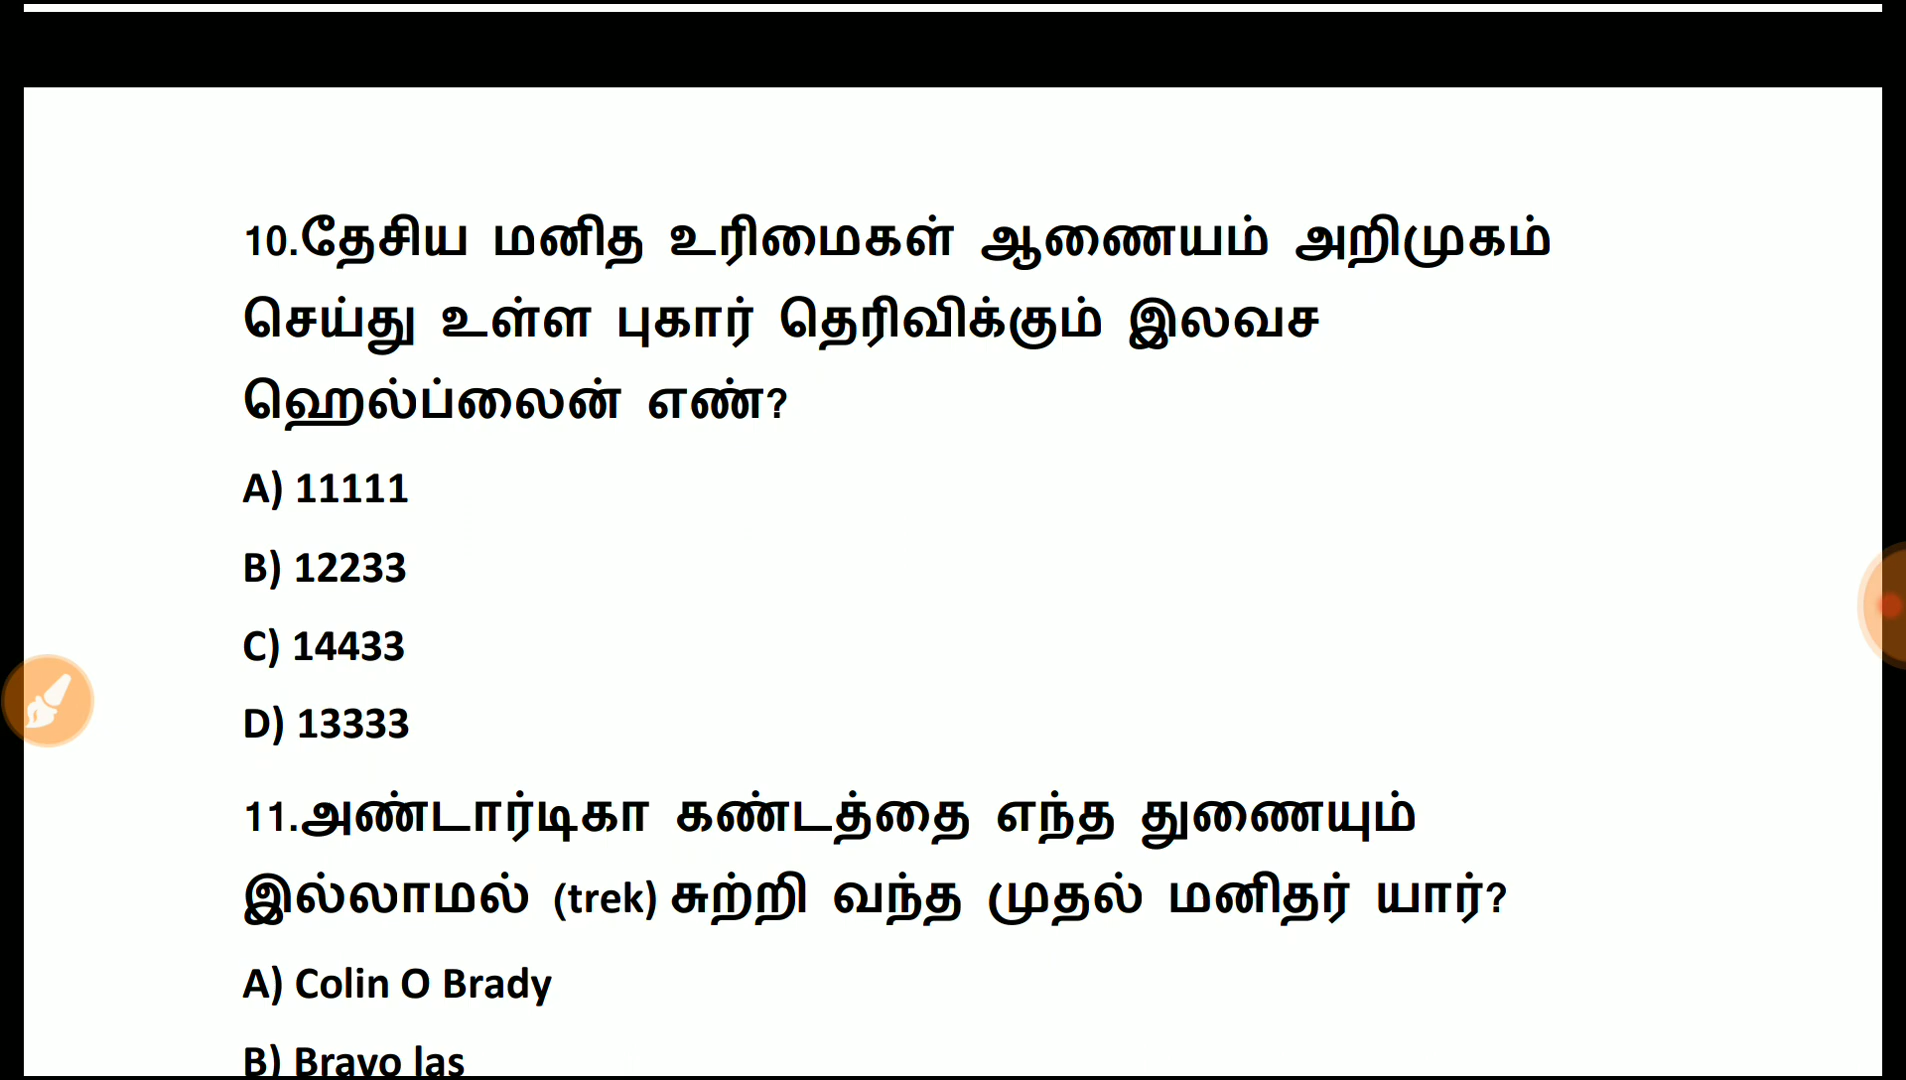 10.தேசிய மனித உரிமைகள் ஆணையம் அறிமுகம்
செய்து உள்ள புகார் தெரிவிக்கும் இலவச
ஹெல்ப்லைன் எண்?
A) 11111
B) 12233
C) 14433
D) 13333
11.அண்டார்டிகா கண்டத்தை எந்த துணையும்
இல்லாமல் (trek) சுற்றி வந்த முதல் மனிதர் யார்?
A) Colin O Brady
B) Bravo las